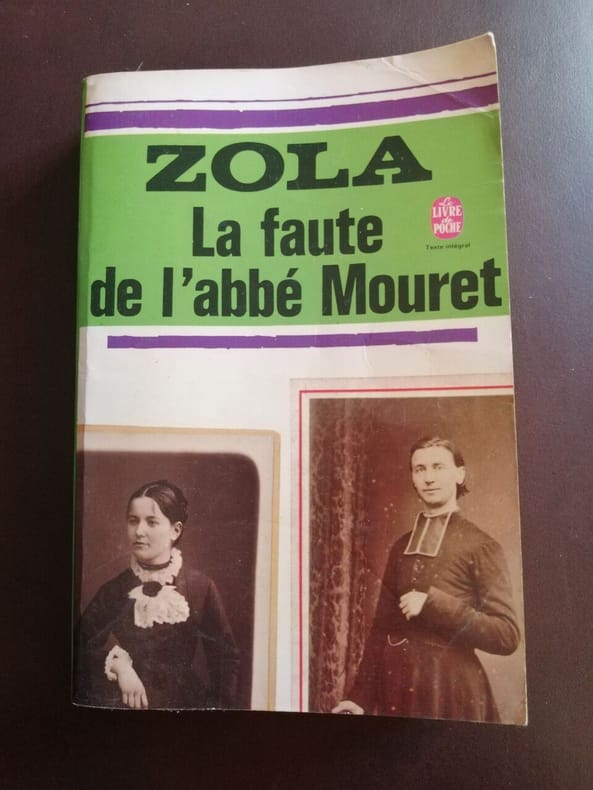 ZOLA
La faute
de l'abbé Mouret
Le
LIVRE
de
POCHE
Texte intégral